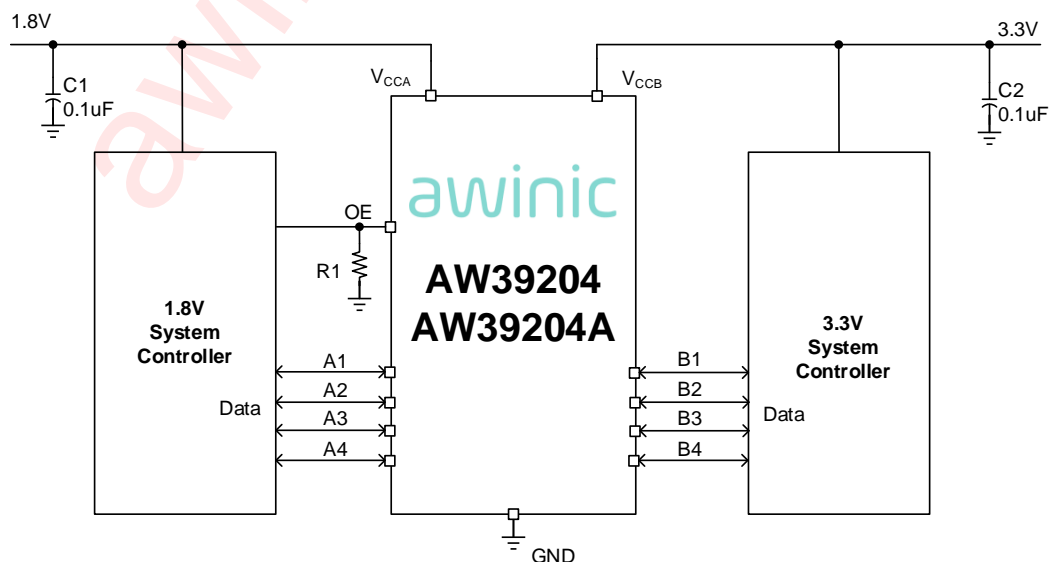 1.8V
3.3V
VCCA
VCCB
C1
0.1uF
C2
0.1uF
awinic
OE
R1
AW39204
AW39204A
1.8V
System
Controller
3.3V
System
Controller
A1
A2
A3
A4
Data
B1
B2
B3
B4
Data
GND